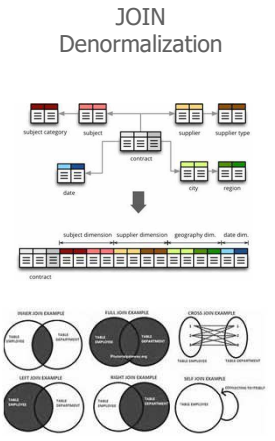 JOIN
Denormalization
subject category
subject
supplier
supplier type
contract
date
city
region
subject dimension
supplier dimension
geography dim.
date dim.
contract
INNER JOIN EXAMPLE
FULL JOIN EXAMPLE
CROSS JOIN EXAMPLE
TABLE EMPLOYEE
TABLE DEPARTMENT
TABLE EMPLOYEE
TABLE DEPARTMENT
TABLE EMPLOYEE
TABLE DEPARTMENT
LEFT JOIN EXAMPLE
RIGHT JOIN EXAMPLE
SELF JOIN EXAMPLE
TABLE EMPLOYEE
TABLE DEPARTMENT
TABLE EMPLOYEE
TABLE DEPARTMENT
TABLE EMPLOYEE